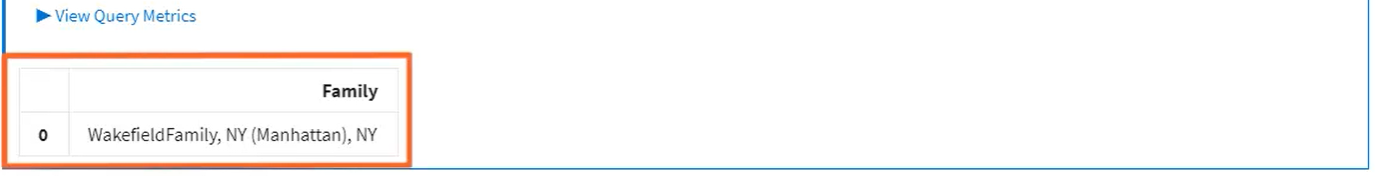 ▶ View Query Metrics
Family
0 WakefieldFamily, NY (Manhattan), NY